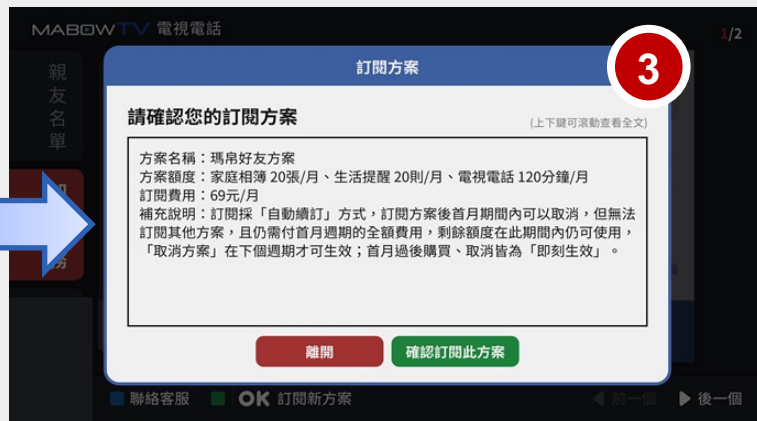 MABOWTV 電視電話
1/2
親友名單
務
訂閱方案
3
請確認您的訂閱方案
(上下鍵可滾動查看全文)
方案名稱：瑪帛好友方案
方案額度：家庭相簿 20張/月、生活提醒 20則/月、電視電話 120分鐘/月
訂閱費用：69元/月
補充說明：訂閱採「自動續訂」方式，訂閱方案後首月期間內可以取消，但無法
訂閱其他方案，且仍需付首月週期的全額費用，剩餘額度在此期間內仍可使用，
「取消方案」在下個週期才可生效；首月過後購買、取消皆為「即刻生效」。
離開
確認訂閱此方案
聯絡客服
OK 訂閱新方案
前一個
後一個